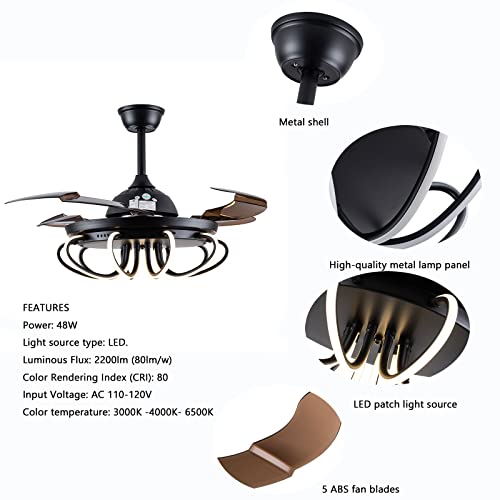 Metal shell
High-quality metal lamp panel
FEATURES
Power: 48W
Light source type: LED.
Luminous Flux: 2200lm (80lm/w)
Color Rendering Index (CRI): 80
Input Voltage: AC 110-120V
Color temperature: 3000K -4000K- 6500K
LED patch light source
5 ABS fan blades